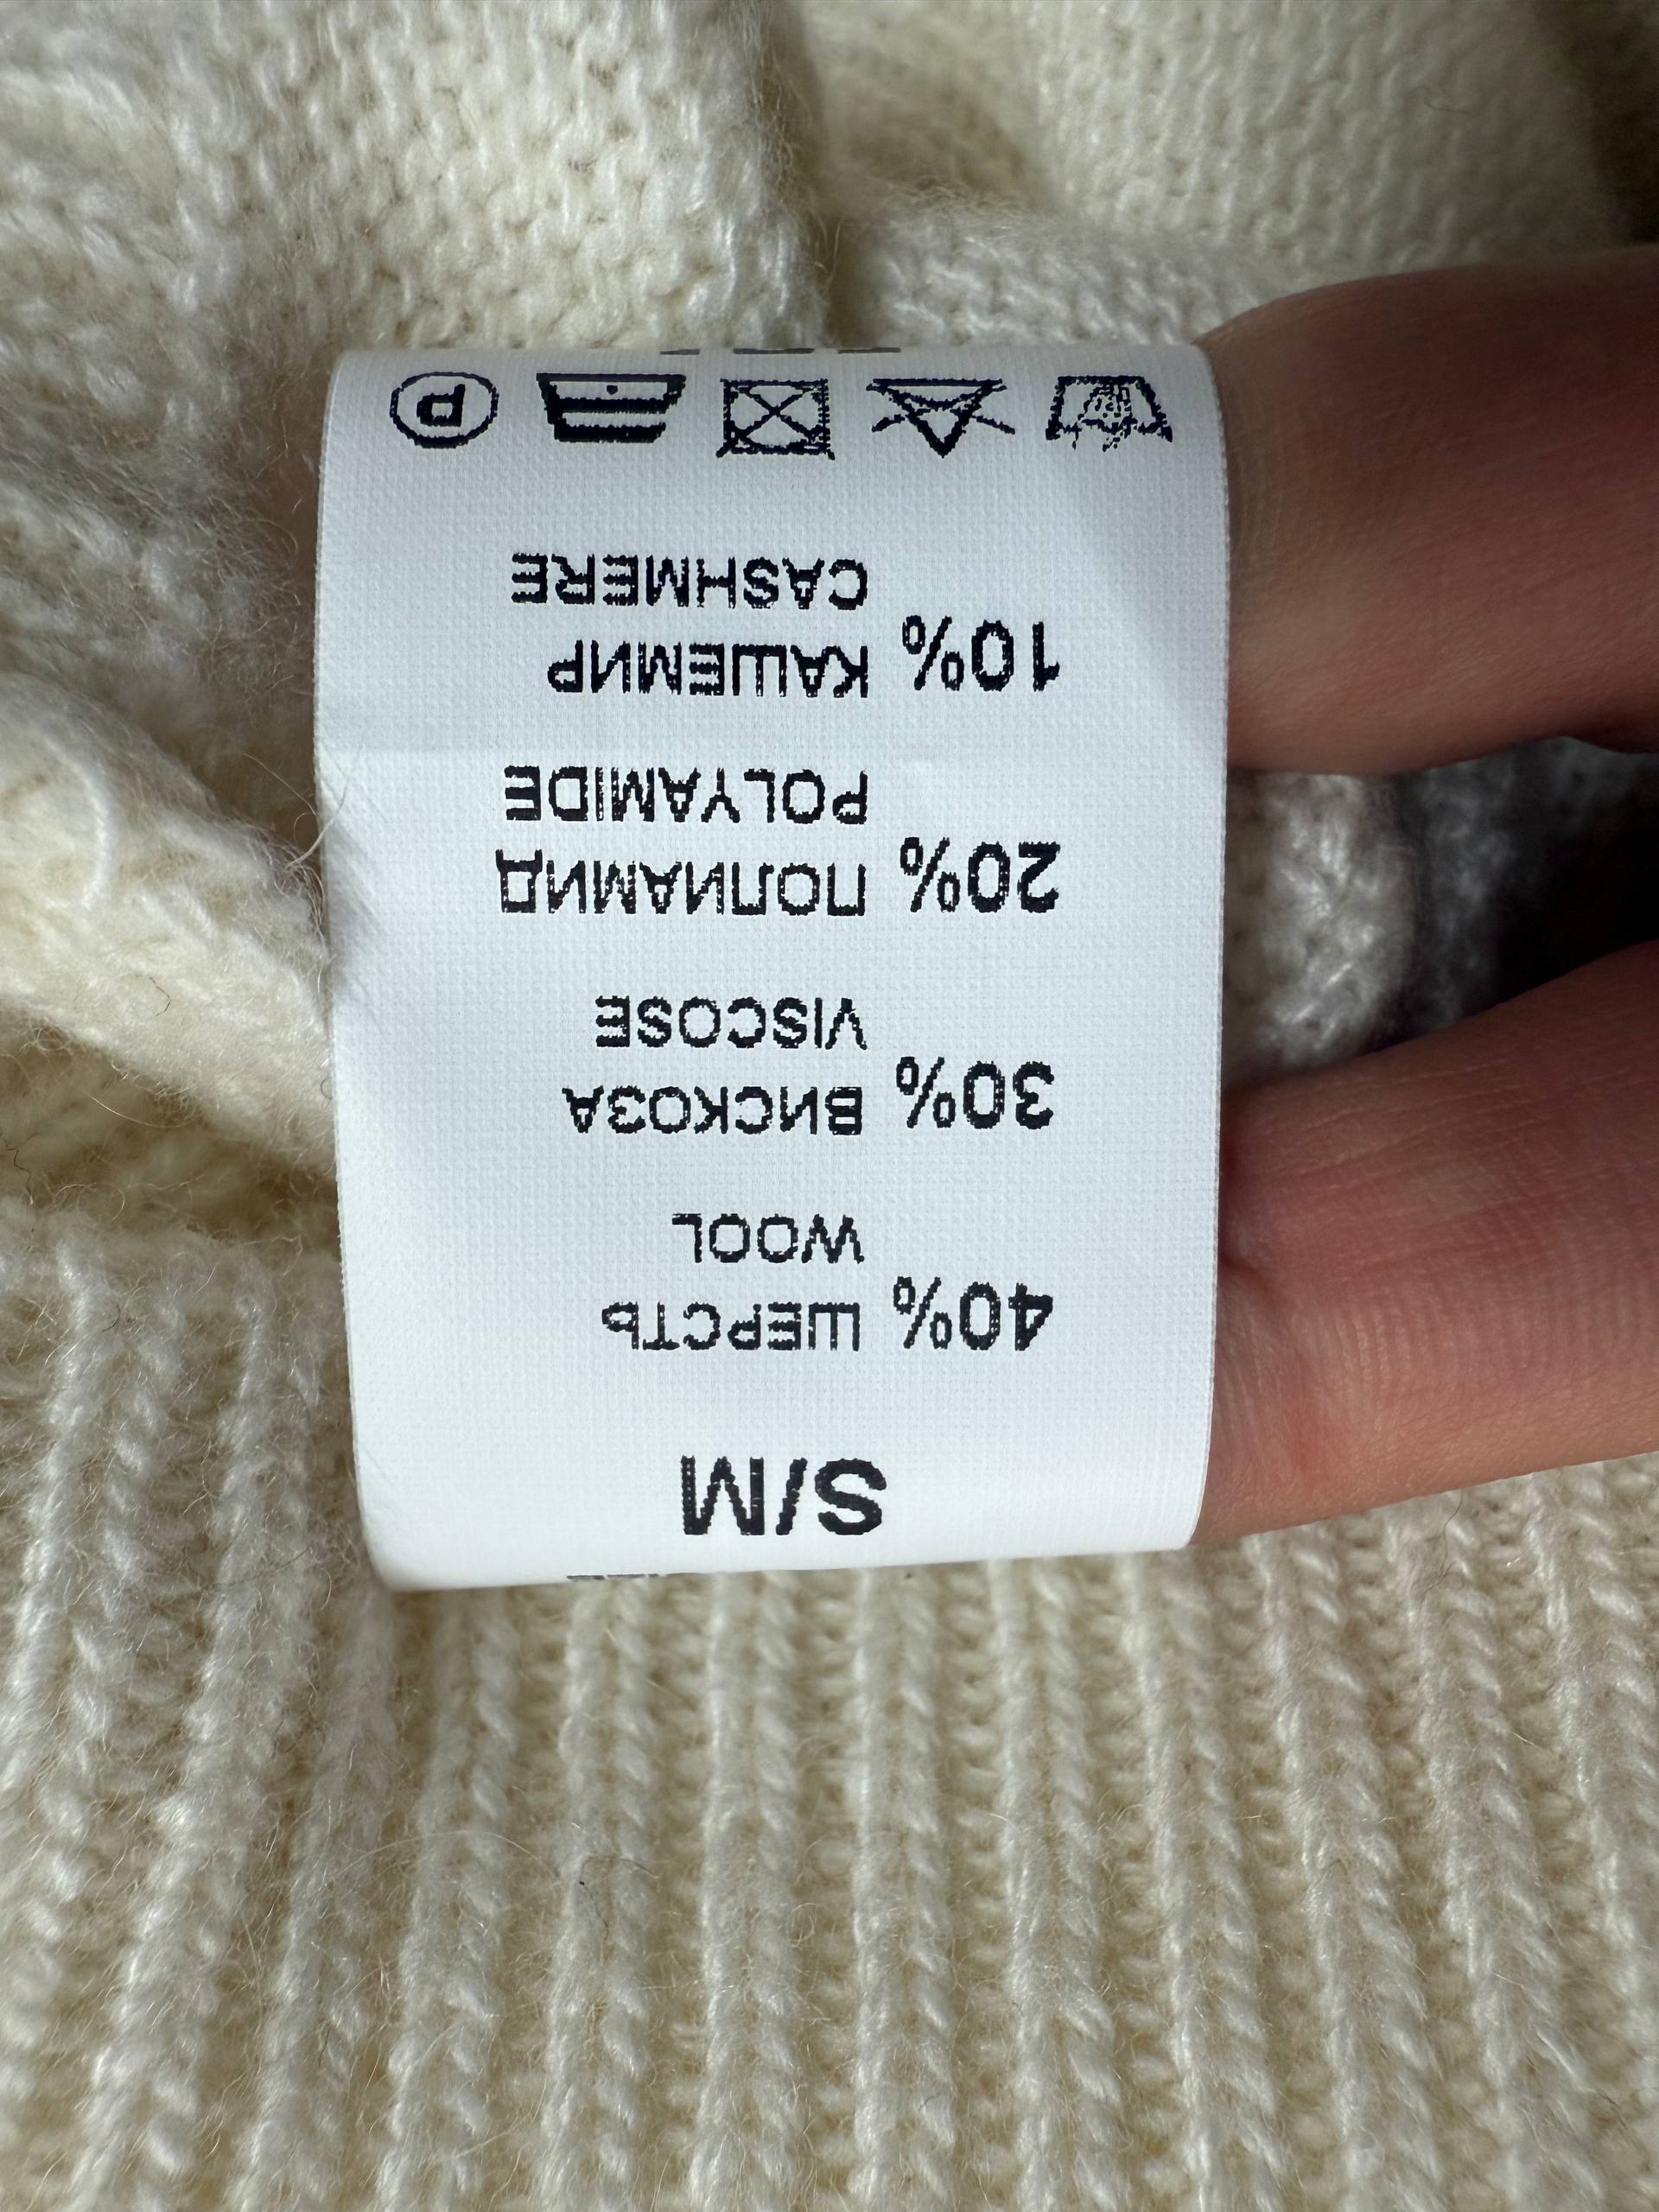 S/M
40% ШЕРСТЬ
WOOL
30% ВИСКОЗА
VISCOSE
20% ПОЛИАМИД
POLYAMIDE
10% КАШЕМИР
CASHMERE
P